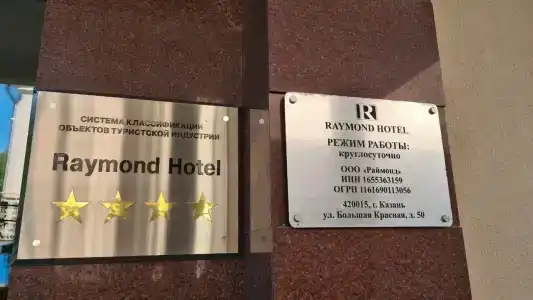 СИСТЕМА КЛАССИФИКАЦИИ
ОБЪЕКТОВ ТУРИСТСКОЙ ИНДУСТРИИ
Raymond Hotel
R
RAYMOND HOTEL
РЕЖИМ РАБОТЫ:
круглосуточно
ООО «Раймонд»
ИНН 1655363159
ОГРН 1161690113056
420015, г. Казань
ул. Большая Красная, д. 50